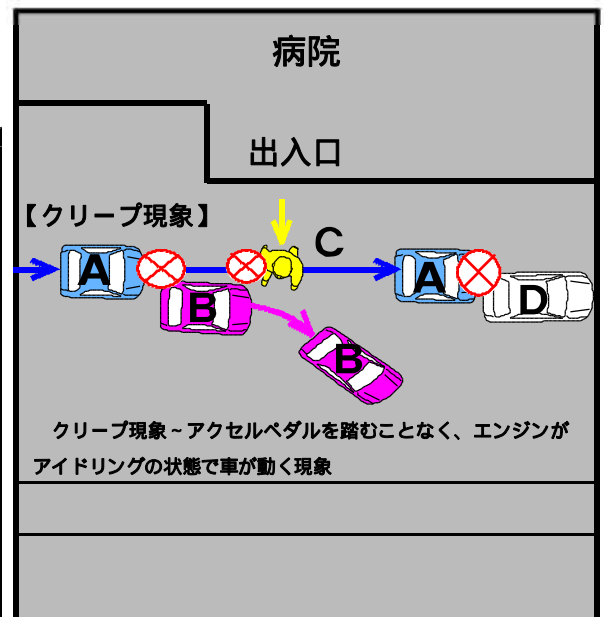 病院
出入口
【クリープ現象】
C
A
A
B
D
B
クリープ現象~アクセルペダルを踏むことなく、エンジンが
アイドリングの状態で車が動く現象